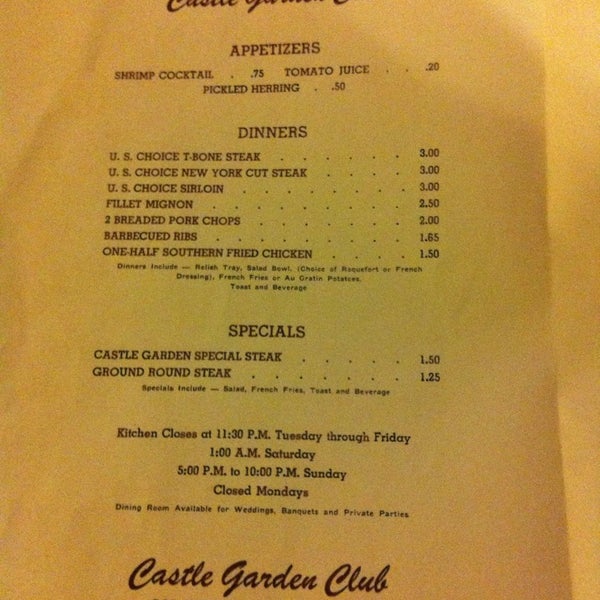 Castle Garden
APPETIZERS
SHRIMP COCKTAIL . .75 TOMATO JUICE . . .20
PICKLED HERRING . .50
DINNERS
U. S. CHOICE T-BONE STEAK . . . . . . . 3.00
U. S. CHOICE NEW YORK CUT STEAK . . . . . 3.00
U. S. CHOICE SIRLOIN . . . . . . . . 3.00
FILLET MIGNON . . . . . . . . . 2.50
2 BREADED PORK CHOPS . . . . . . . 2.00
BARBECUED RIBS . . . . . . . . . 1.65
ONE-HALF SOUTHERN FRIED CHICKEN . . . . . 1.50
Dinners Include — Relish Tray, Salad Bowl, (Choice of Roquefort or French
Dressing), French Fries or Au Gratin Potatoes.
Toast and Beverage
SPECIALS
CASTLE GARDEN SPECIAL STEAK . . . . . 1.50
GROUND ROUND STEAK . . . . . . . 1.25
Specials Include — Salad, French Fries, Toast and Beverage
Kitchen Closes at 11:30 P.M. Tuesday through Friday
1:00 A.M. Saturday
5:00 P.M. to 10:00 P.M. Sunday
Closed Mondays
Dining Room Available for Weddings, Banquets and Private Parties
Castle Garden Club